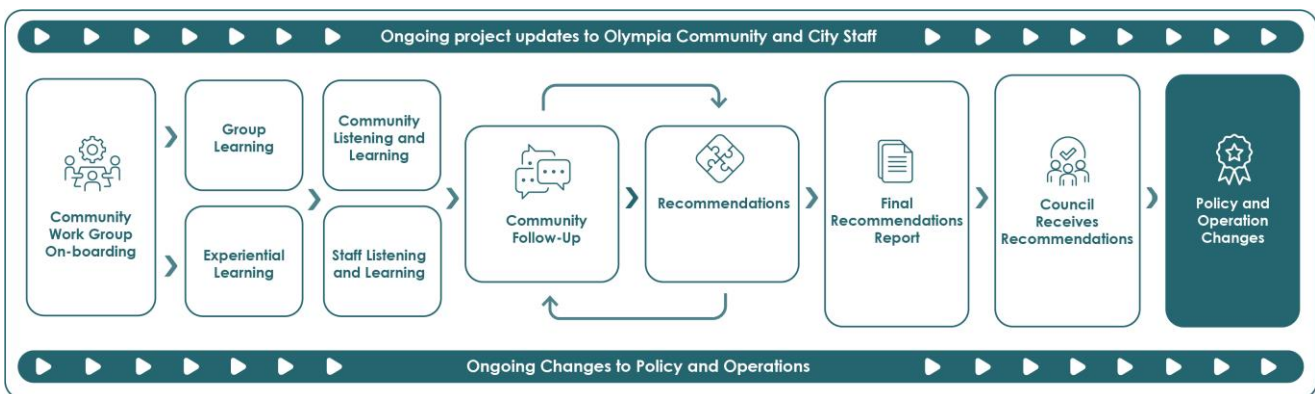 Ongoing project updates to Olympia Community and City Staff
Community
Work Group
On-boarding
Group
Learning
Experiential
Learning
Community
Listening and
Learning
Staff Listening
and Learning
Community
Follow-Up
Recommendations
Final
Recommendations
Report
Council
Receives
Recommendations
Policy and
Operation
Changes
Ongoing Changes to Policy and Operations